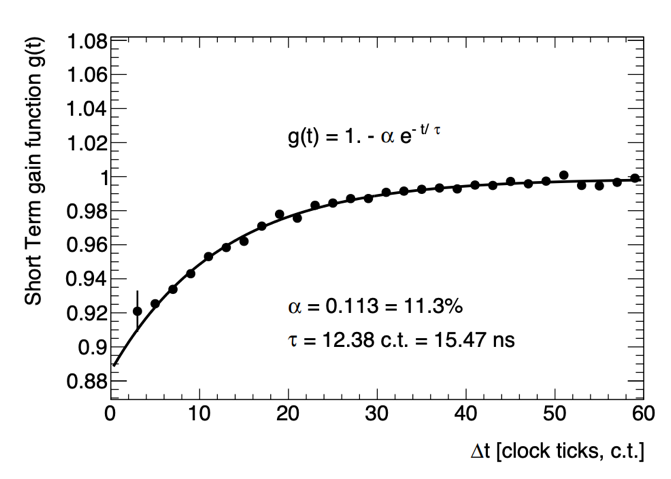 Short Term gain function g(t)
1.08
1.06
1.04
1.02
1
0.98
0.96
0.94
0.92
0.9
0.88
g(t) = 1. - α e^{- t/ τ}
α = 0.113 = 11.3%
τ = 12.38 c.t. = 15.47 ns
0 10 20 30 40 50 60
Δt [clock ticks, c.t.]